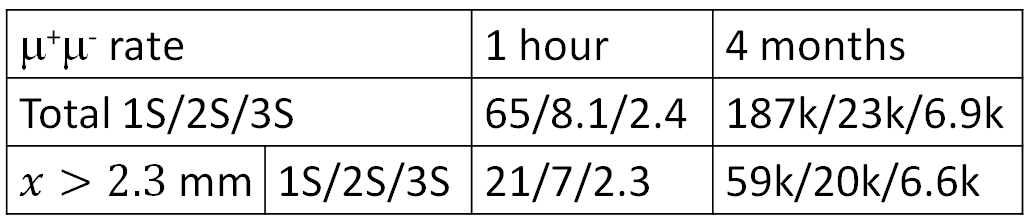 μ⁺μ⁻ rate 1 hour 4 months
Total 1S/2S/3S 65/8.1/2.4 187k/23k/6.9k
x > 2.3 mm 1S/2S/3S 21/7/2.3 59k/20k/6.6k